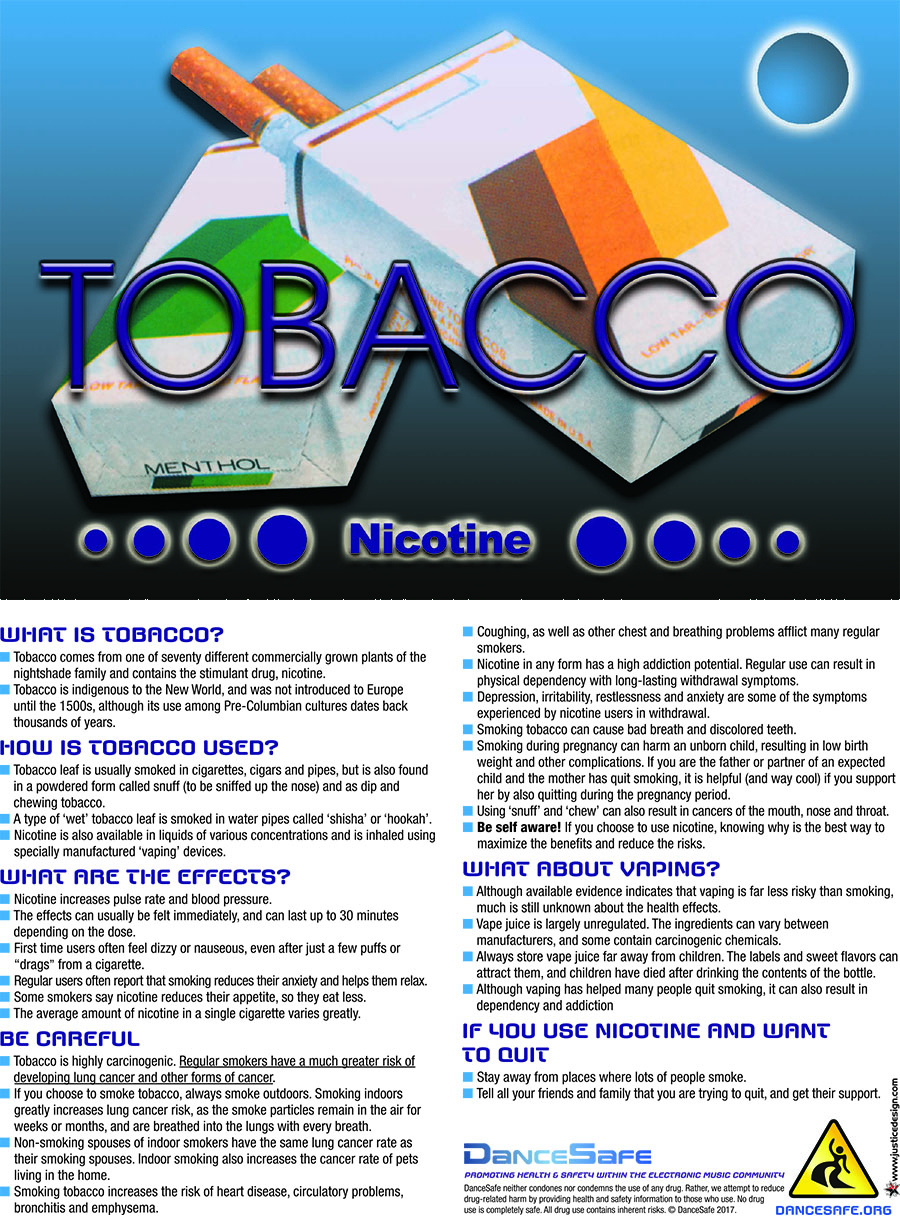 TOBACCO
LOW TAR
MENTHOL
MADE IN U.S.A.
Nicotine
WHAT IS TOBACCO?
Tobacco comes from one of seventy different commercially grown plants of the
nightshade family and contains the stimulant drug, nicotine.
Tobacco is indigenous to the New World, and was not introduced to Europe
until the 1500s, although its use among Pre-Columbian cultures dates back
thousands of years.
HOW IS TOBACCO USED?
Tobacco leaf is usually smoked in cigarettes, cigars and pipes, but is also found
in a powdered form called snuff (to be sniffed up the nose) and as dip and
chewing tobacco.
A type of ‘wet’ tobacco leaf is smoked in water pipes called ‘shisha’ or ‘hookah’.
Nicotine is also available in liquids of various concentrations and is inhaled using
specially manufactured ‘vaping’ devices.
WHAT ARE THE EFFECTS?
Nicotine increases pulse rate and blood pressure.
The effects can usually be felt immediately, and can last up to 30 minutes
depending on the dose.
First time users often feel dizzy or nauseous, even after just a few puffs or
“drags” from a cigarette.
Regular users often report that smoking reduces their anxiety and helps them relax.
Some smokers say nicotine reduces their appetite, so they eat less.
The average amount of nicotine in a single cigarette varies greatly.
BE CAREFUL
Tobacco is highly carcinogenic. Regular smokers have a much greater risk of
developing lung cancer and other forms of cancer.
If you choose to smoke tobacco, always smoke outdoors. Smoking indoors
greatly increases lung cancer risk, as the smoke particles remain in the air for
weeks or months, and are breathed into the lungs with every breath.
Non-smoking spouses of indoor smokers have the same lung cancer rate as
their smoking spouses. Indoor smoking also increases the cancer rate of pets
living in the home.
Smoking tobacco increases the risk of heart disease, circulatory problems,
bronchitis and emphysema.
Coughing, as well as other chest and breathing problems afflict many regular
smokers.
Nicotine in any form has a high addiction potential. Regular use can result in
physical dependency with long-lasting withdrawal symptoms.
Depression, irritability, restlessness and anxiety are some of the symptoms
experienced by nicotine users in withdrawal.
Smoking tobacco can cause bad breath and discolored teeth.
Smoking during pregnancy can harm an unborn child, resulting in low birth
weight and other complications. If you are the father or partner of an expected
child and the mother has quit smoking, it is helpful (and way cool) if you support
her by also quitting during the pregnancy period.
Using ‘snuff’ and ‘chew’ can also result in cancers of the mouth, nose and throat.
Be self aware! If you choose to use nicotine, knowing why is the best way to
maximize the benefits and reduce the risks.
WHAT ABOUT VAPING?
Although available evidence indicates that vaping is far less risky than smoking,
much is still unknown about the health effects.
Vape juice is largely unregulated. The ingredients can vary between
manufacturers, and some contain carcinogenic chemicals.
Always store vape juice far away from children. The labels and sweet flavors can
attract them, and children have died after drinking the contents of the bottle.
Although vaping has helped many people quit smoking, it can also result in
dependency and addiction
IF YOU USE NICOTINE AND WANT
TO QUIT
Stay away from places where lots of people smoke.
Tell all your friends and family that you are trying to quit, and get their support.
DANCESAFE
PROMOTING HEALTH & SAFETY WITHIN THE ELECTRONIC MUSIC COMMUNITY
DanceSafe neither condones nor condemns the use of any drug. Rather, we attempt to reduce
drug-related harm by providing health and safety information to those who use. No drug
use is completely safe. All drug use contains inherent risks. © DanceSafe 2017.
DANCESAFE.ORG
www.justicedesign.com